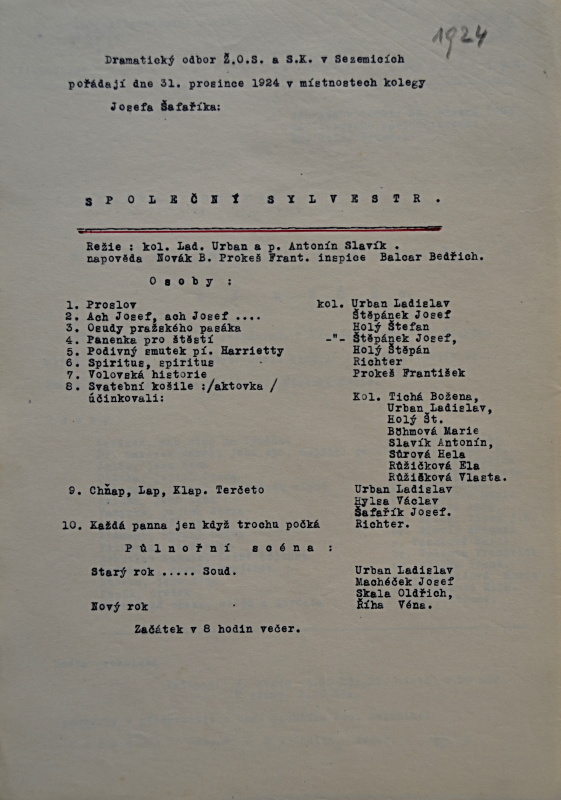 1924
Dramatický odbor Ž.O.S. a S.K. v Sezemicích
pořádají dne 31. prosince 1924 v místnostech kolegy
Josefa Šafaříka:
S P O L E Č N Ý S Y L V E S T R .
Režie : kol. Lad. Urban a p. Antonín Slavík .
napověda Novák B. Prokeš Frant. inspice Balcar Bedřich.
O s o b y :
1. Proslov kol. Urban Ladislav
2. Ach Josef, ach Josef .... Štěpánek Josef
3. Osudy pražského pasáka Holý Štefan
4. Panenka pro štěstí -"- Štěpánek Josef,
5. Podivný smutek pí. Harrietty Holý Štěpán
6. Spiritus, spiritus Richter
7. Volovská historie Prokeš František
8. Svatební košile :/aktovka /
účinkovali: Kol. Tichá Božena,
Urban Ladislav,
Holý Št.
Böhmová Marie
Slavík Antonín,
Sůrová Hela
Růžičková Ela
Růžičková Vlasta.
9. Chňap, Lap, Klap. Terčeto Urban Ladislav
Hylsa Václav
Šafařík Josef.
10. Každá panna jen když trochu počká Richter.
P ů l n o ř n í s c é n a :
Starý rok ..... Soud. Urban Ladislav
Macháček Josef
Skala Oldřich,
Nový rok Říha Véna.
Začátek v 8 hodin večer.